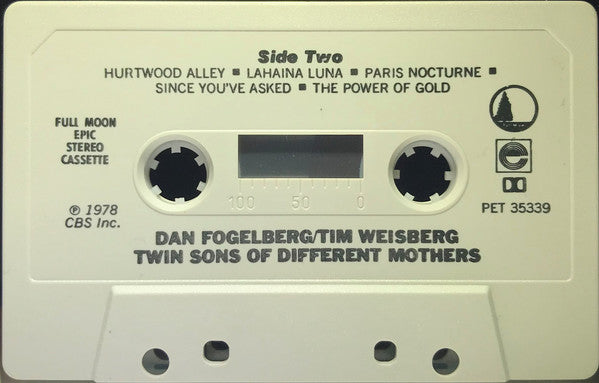 Side Two
HURTWOOD ALLEY ▪ LAHAINA LUNA ▪ PARIS NOCTURNE ▪
SINCE YOU'VE ASKED ▪ THE POWER OF GOLD
FULL MOON
EPIC
STEREO
CASSETTE
e
100 50 0
℗ 1978
CBS Inc.
PET 35339
DAN FOGELBERG/TIM WEISBERG
TWIN SONS OF DIFFERENT MOTHERS